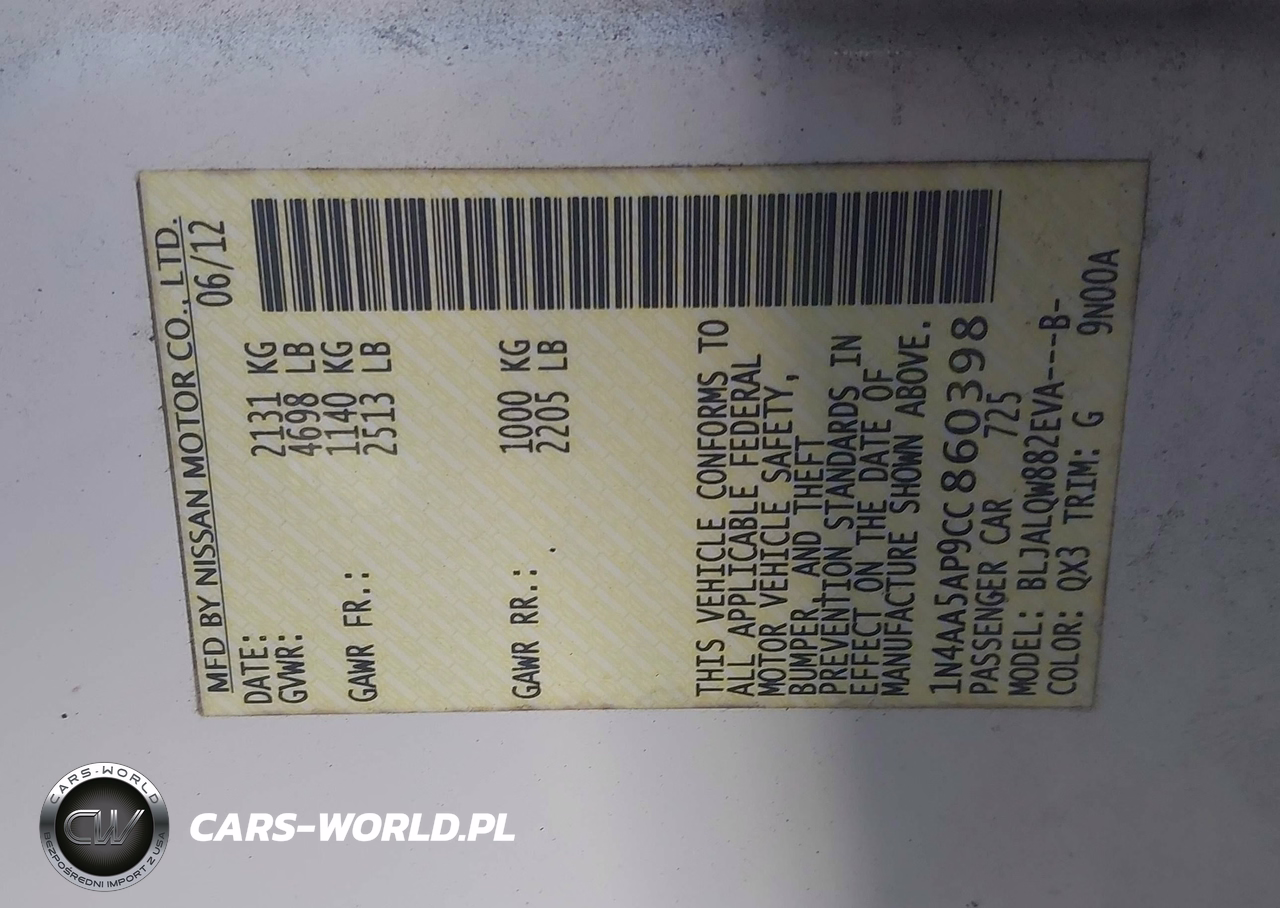 MFD BY NISSAN MOTOR CO., LTD.
DATE: 06/12
GVWR: 2131 KG
4698 LB
GAWR FR.: 1140 KG
2513 LB
GAWR RR.: 1000 KG
2205 LB
THIS VEHICLE CONFORMS TO
ALL APPLICABLE FEDERAL
MOTOR VEHICLE SAFETY,
BUMPER, AND THEFT
PREVENTION STANDARDS IN
EFFECT ON THE DATE OF
MANUFACTURE SHOWN ABOVE.
1N4AA5AP9CC860398
PASSENGER CAR 725
MODEL: BLJALQW882EVA---B-
COLOR: QX3 TRIM: G 9N00A
CARS-WORLD
CW
BEZPOŚREDNI IMPORT Z USA
CARS-WORLD.PL